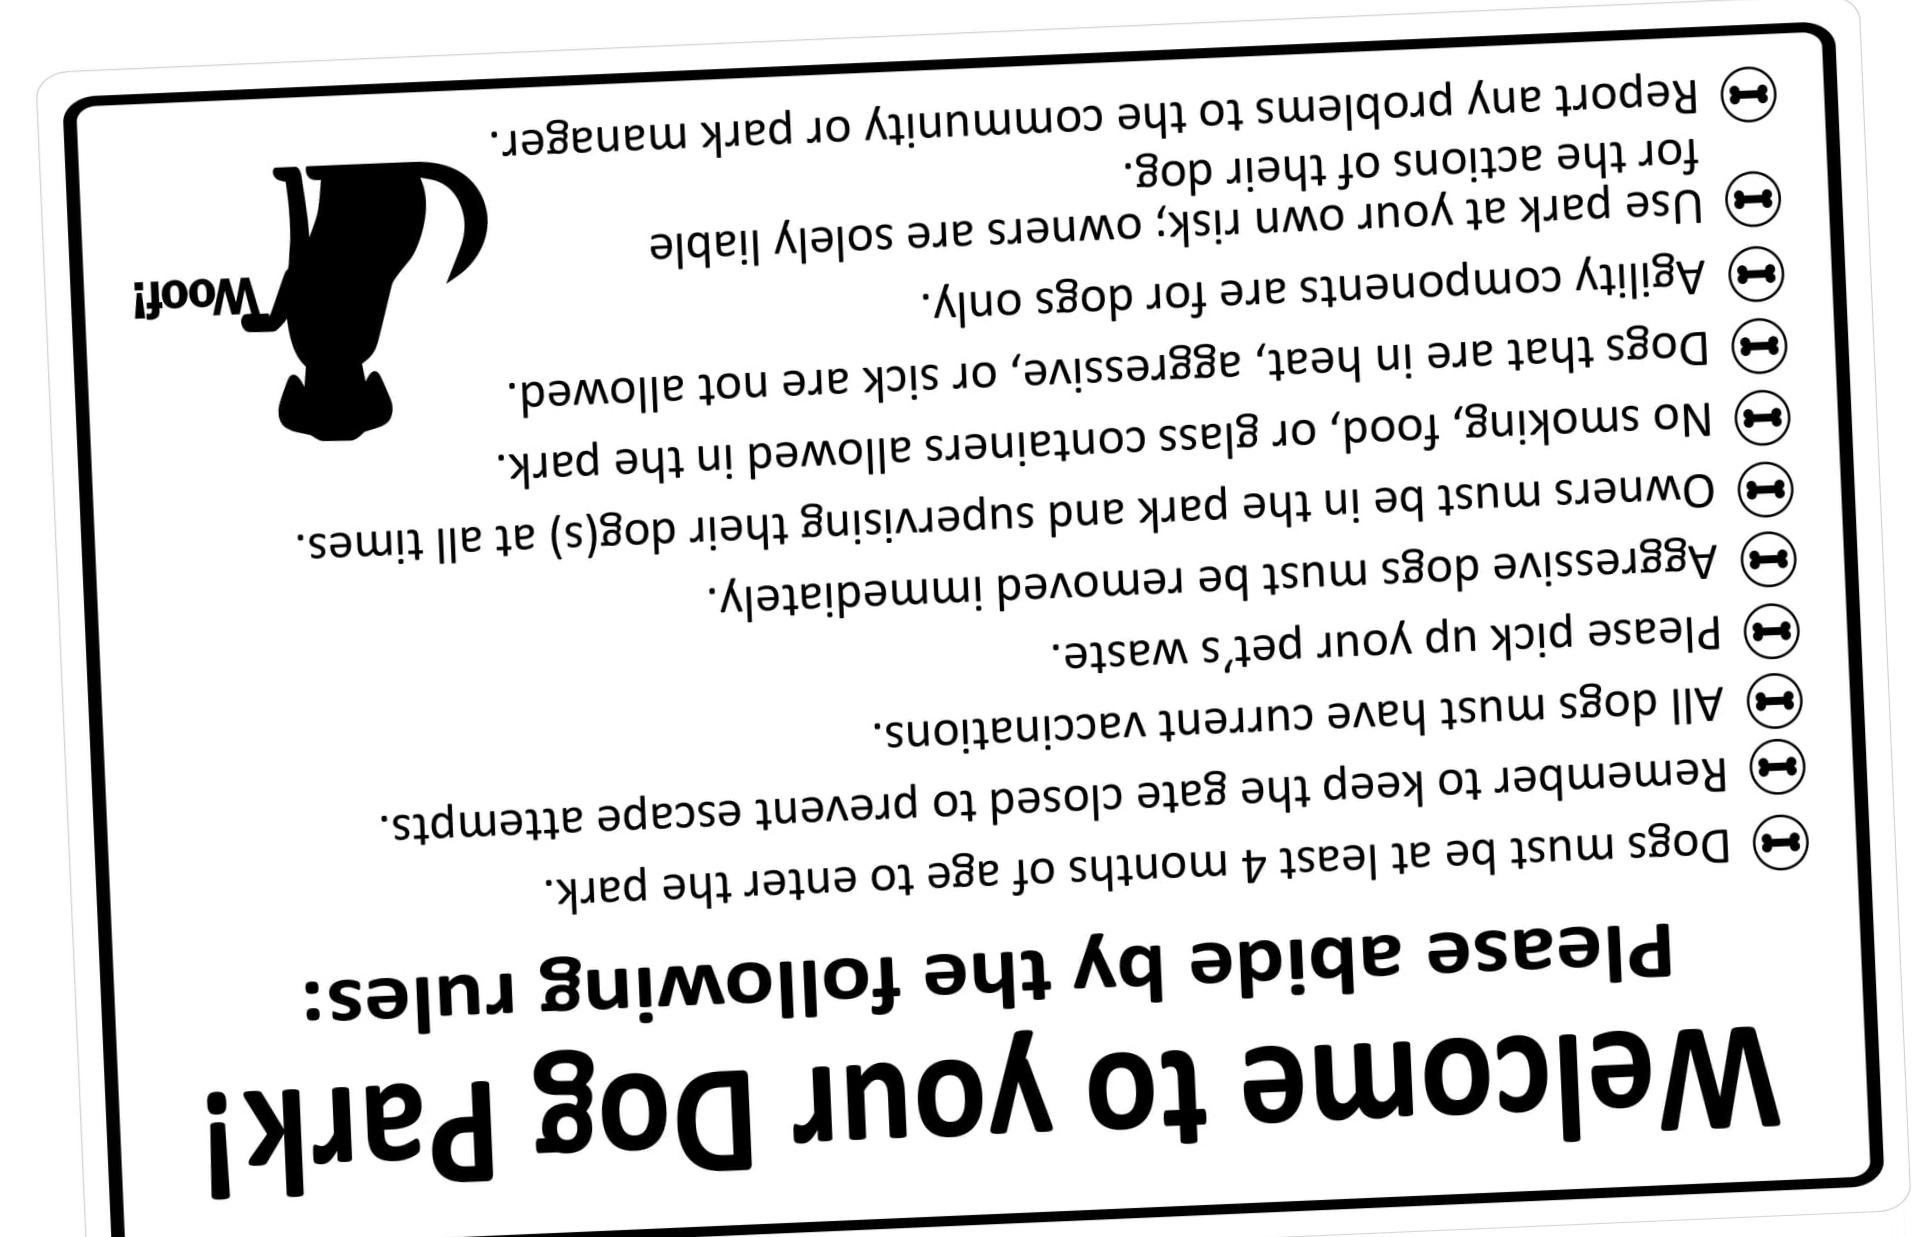 Welcome to your Dog Park!
Please abide by the following rules:
Dogs must be at least 4 months of age to enter the park.
Remember to keep the gate closed to prevent escape attempts.
All dogs must have current vaccinations.
Please pick up your pet's waste.
Aggressive dogs must be removed immediately.
Owners must be in the park and supervising their dog(s) at all times.
No smoking, food, or glass containers allowed in the park.
Dogs that are in heat, aggressive, or sick are not allowed.
Agility components are for dogs only.
Use park at your own risk; owners are solely liable
for the actions of their dog.
Report any problems to the community or park manager.
Woof!